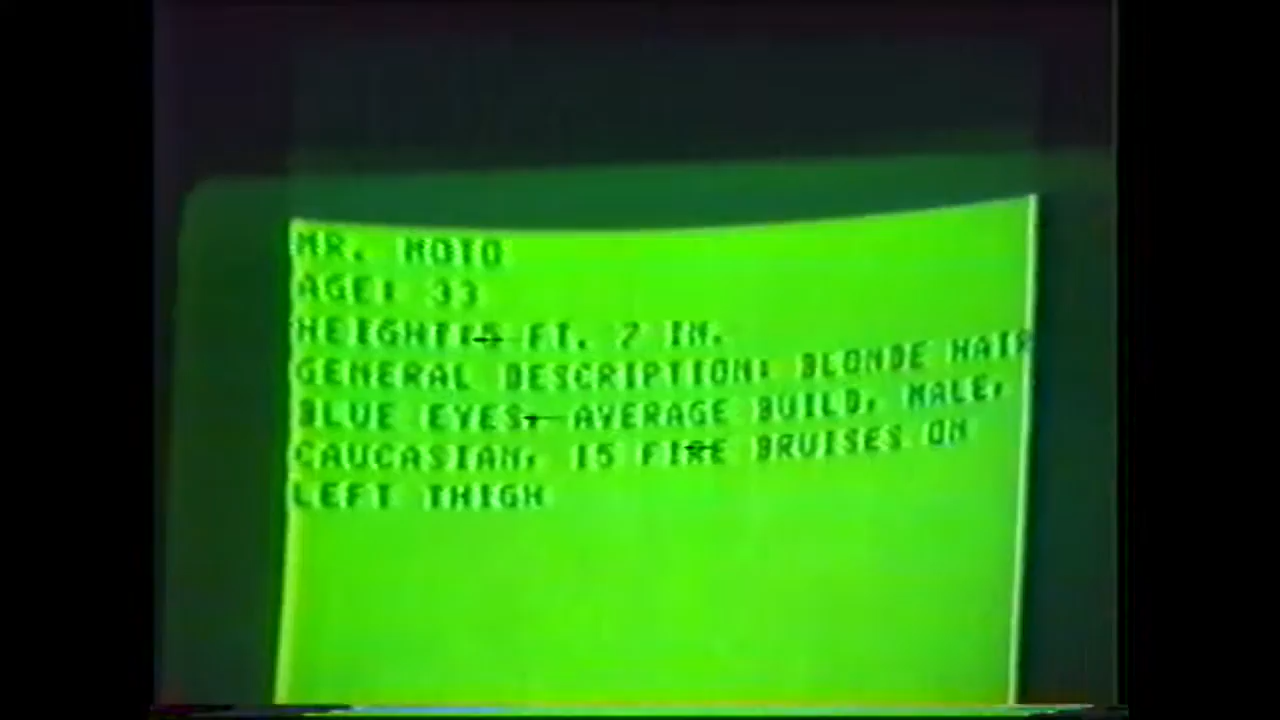 MR. MOTO
AGE: 33
HEIGHT:5 FT. 7 IN.
GENERAL DESCRIPTION: BLONDE HAIR
BLUE EYES, AVERAGE BUILD, MALE,
CAUCASIAN, 15 FIRE BRUISES ON
LEFT THIGH